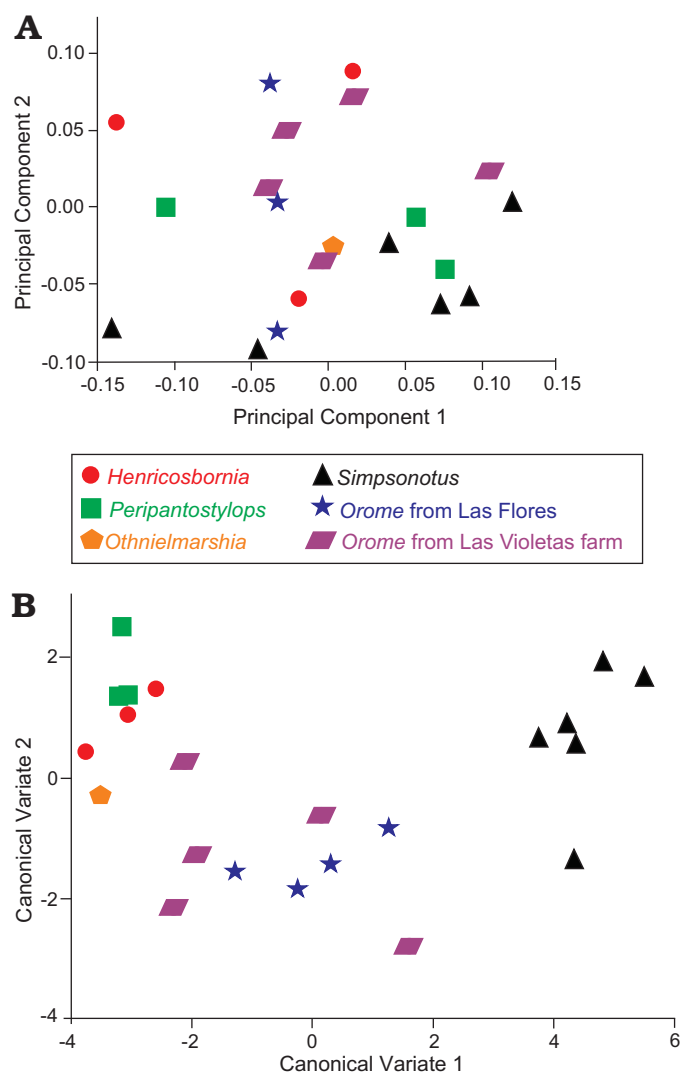 A
Principal Component 2
0.10
0.05
0.00
-0.05
-0.10
-0.15 -0.10 -0.05 0.00 0.05 0.10 0.15
Principal Component 1
Henricosbornia Simpsonotus
Peripantostylops Orome from Las Flores
Othnielmarshia Orome from Las Violetas farm
B
Canonical Variate 2
2
0
-2
-4
-4 -2 0 2 4 6
Canonical Variate 1